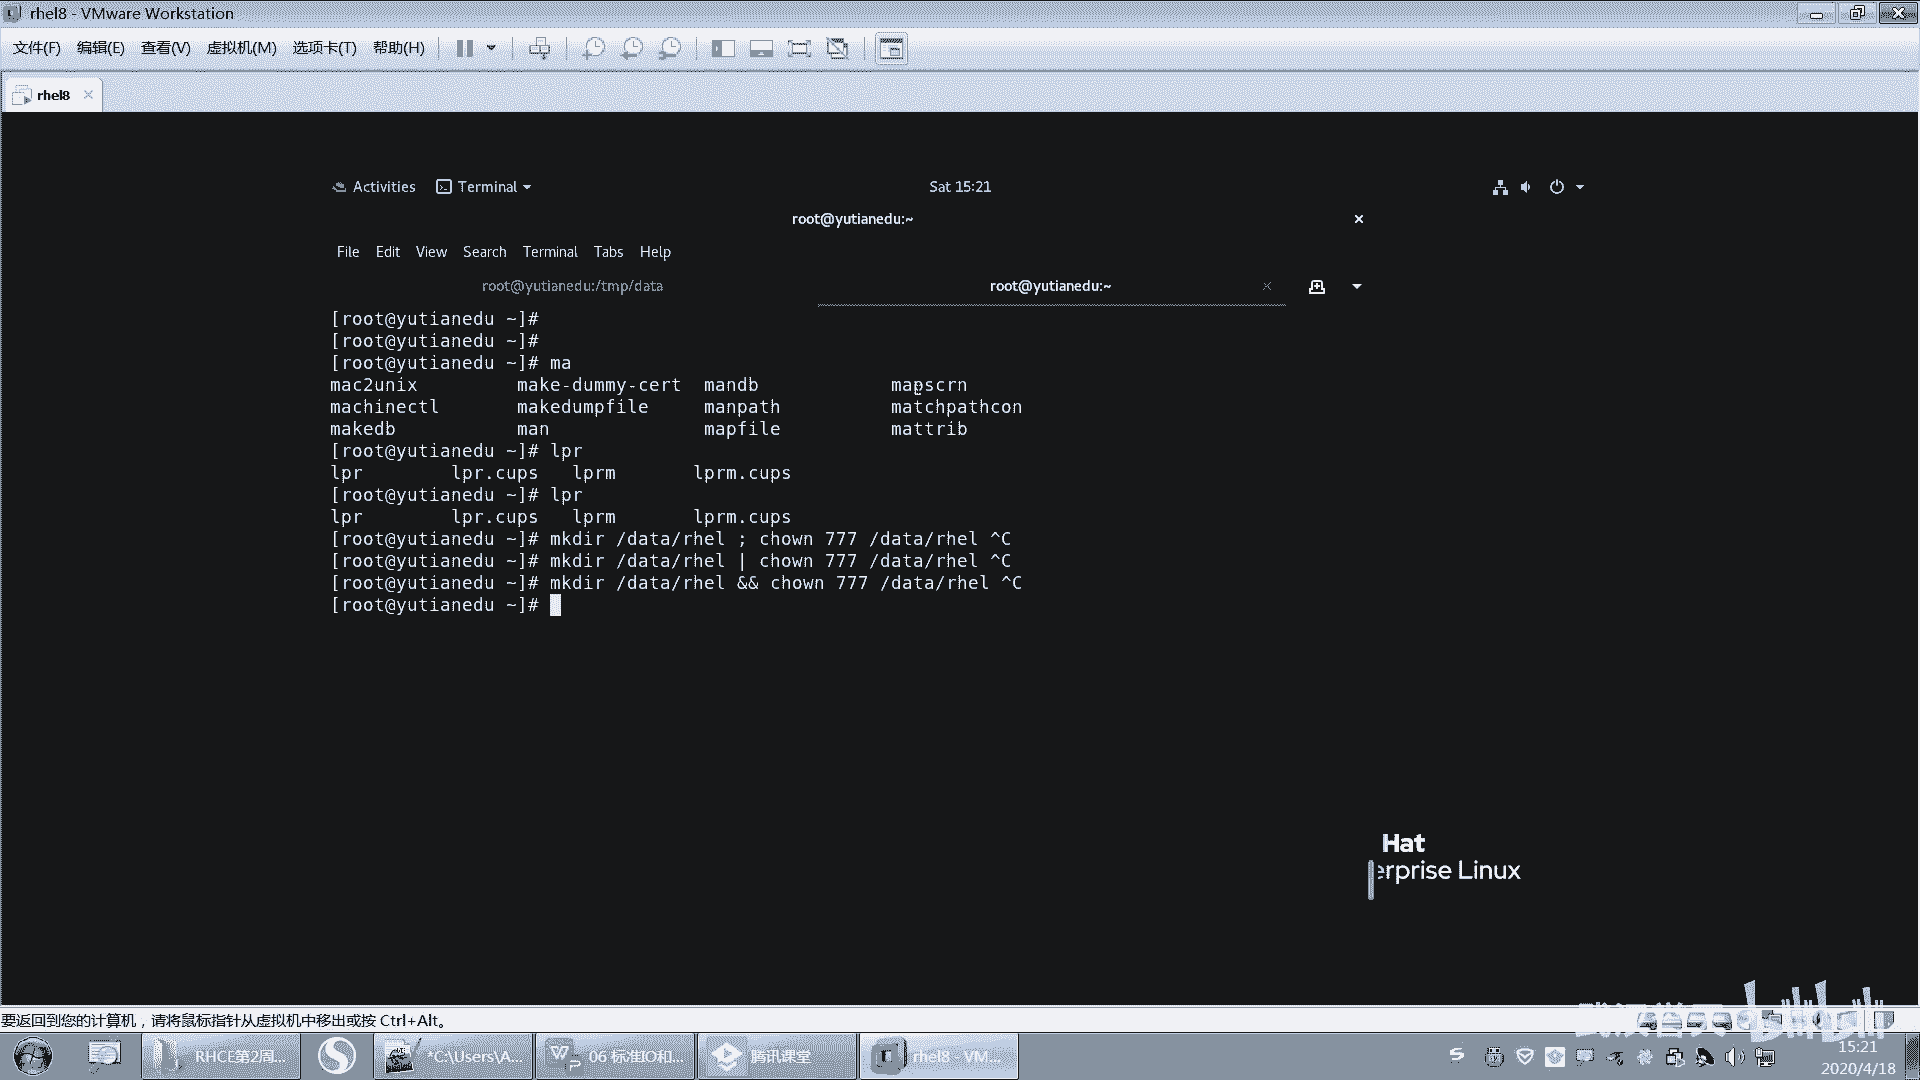 rhel8 - VMware Workstation
文件(F) 编辑(E) 查看(V) 虚拟机(M) 选项卡(T) 帮助(H)
rhel8
Activities Terminal Sat 15:21
root@yutianedu:~
File Edit View Search Terminal Tabs Help
root@yutianedu:/tmp/data root@yutianedu:~
[root@yutianedu ~]#
[root@yutianedu ~]#
[root@yutianedu ~]# ma
mac2unix make-dummy-cert mandb mapscrn
machinectl makedumpfile manpath matchpathcon
makedb man mapfile mattrib
[root@yutianedu ~]# lpr
lpr lpr.cups lprm lprm.cups
[root@yutianedu ~]# lpr
lpr lpr.cups lprm lprm.cups
[root@yutianedu ~]# mkdir /data/rhel ; chown 777 /data/rhel ^C
[root@yutianedu ~]# mkdir /data/rhel | chown 777 /data/rhel ^C
[root@yutianedu ~]# mkdir /data/rhel && chown 777 /data/rhel ^C
[root@yutianedu ~]#
Hat
erprise Linux
要返回到您的计算机，请将鼠标指针从虚拟机中移出或按 Ctrl+Alt。
bilibili
RHCE第2周... *C:\Users\A... 06 标准IO和... 腾讯课堂 rhel8 - VM... 15:21
2020/4/18